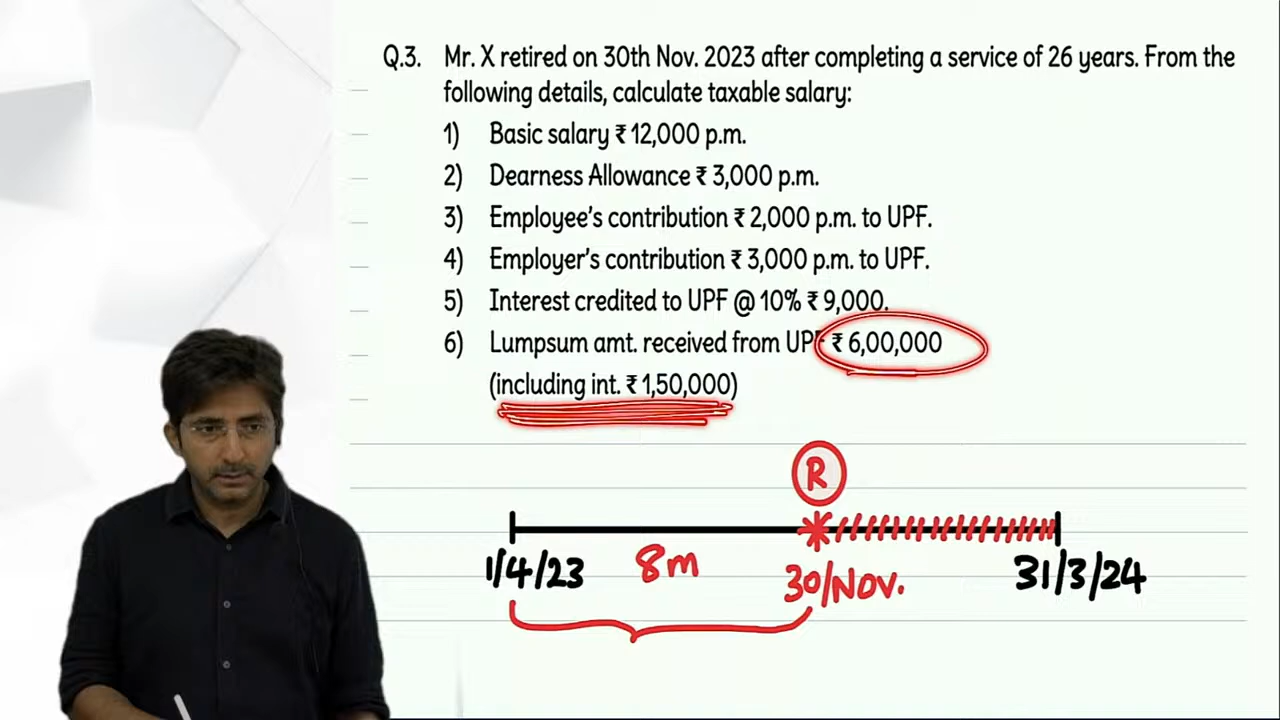 Q.3. Mr. X retired on 30th Nov. 2023 after completing a service of 26 years. From the
following details, calculate taxable salary:
1) Basic salary ₹ 12,000 p.m.
2) Dearness Allowance ₹ 3,000 p.m.
3) Employee's contribution ₹ 2,000 p.m. to UPF.
4) Employer's contribution ₹ 3,000 p.m. to UPF.
5) Interest credited to UPF @ 10% ₹ 9,000.
6) Lumpsum amt. received from UPF ₹ 6,00,000
(including int. ₹ 1,50,000)
R
1/4/23 8m 30/NOV. 31/3/24